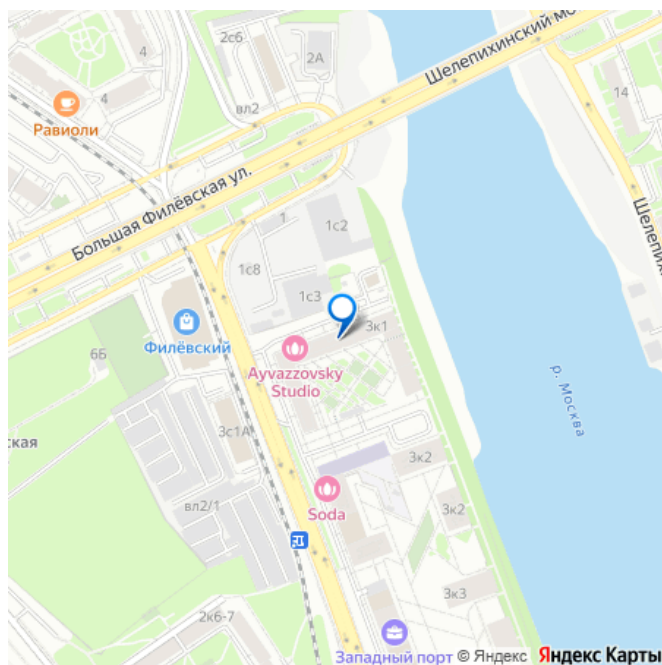 2с6
4
2А
Шелепихинский мо
4
вл2
14
Равиоли
Большая Филёвская ул.
1
1с2
Шелепихинс
1с8
1с3
3к1
6Б
Филёвский
Ayvazzovsky
Studio
р. Москва
3с1А
ская
3к2
вл2/1
Soda
3к2
3к3
2к6-7
Западный порт
© Яндекс Яндекс Карты